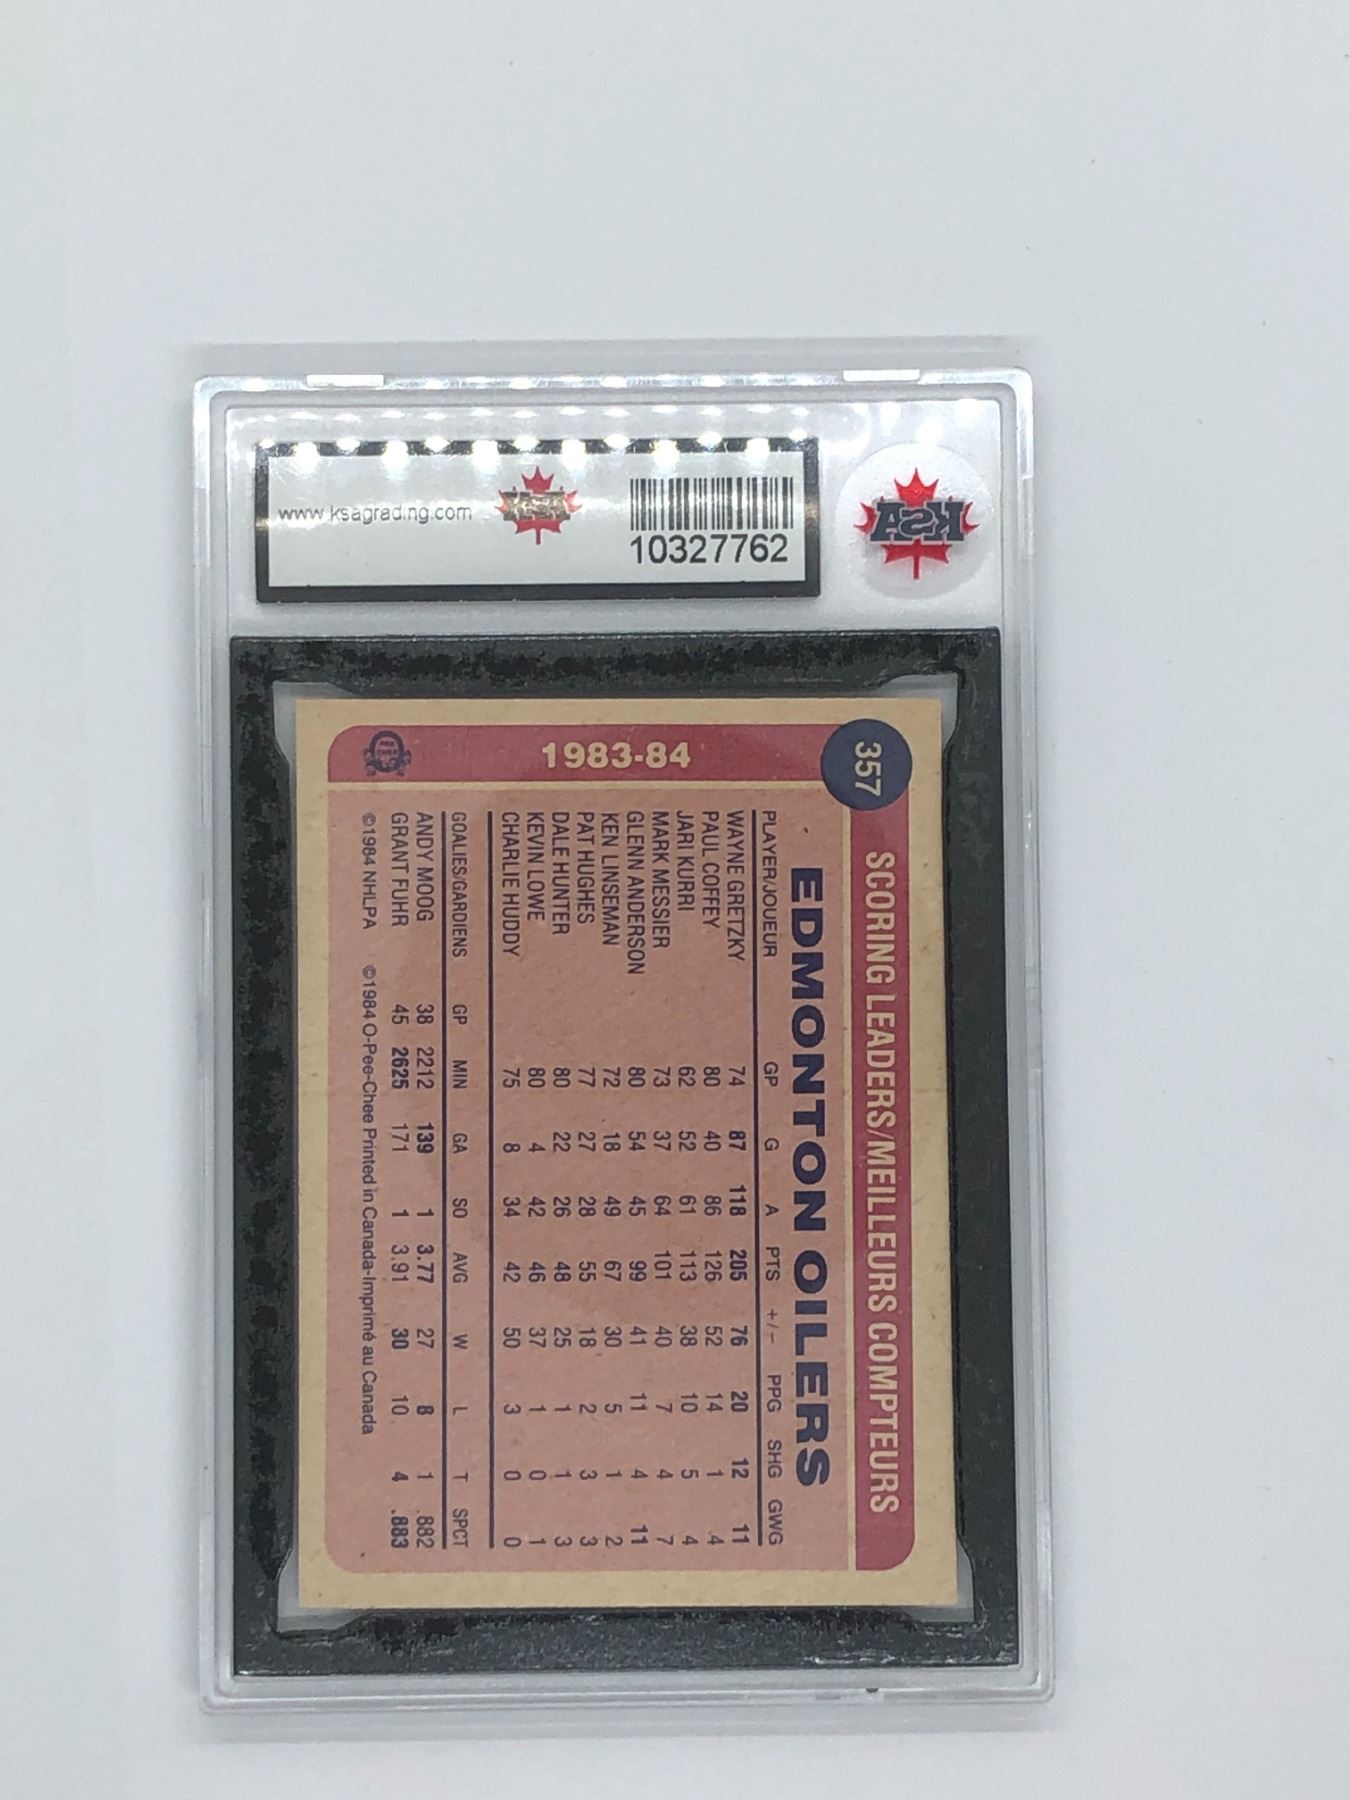 www.ksagrading.com
KSA
10327762
KSA
357
SCORING LEADERS/MEILLEURS COMPTEURS
1983-84
EDMONTON OILERS
PLAYER/JOUEUR GP G A PTS +/- PPG SHG GWG
WAYNE GRETZKY 74 87 118 205 76 20 12 11
PAUL COFFEY 80 40 86 126 52 14 1 4
JARI KURRI 62 52 61 113 38 10 5 4
MARK MESSIER 73 37 64 101 40 7 4 7
GLENN ANDERSON 80 54 45 99 41 11 4 11
KEN LINSEMAN 72 18 49 67 30 5 1 2
PAT HUGHES 77 27 28 55 18 2 3 3
DALE HUNTER 80 22 26 48 25 1 1 3
KEVIN LOWE 80 4 42 46 37 1 0 1
CHARLIE HUDDY 75 8 34 42 50 3 0 0
GOALIES/GARDIENS GP MIN GA SO AVG W L T SPCT
ANDY MOOG 38 2212 139 1 3.77 27 8 1 .882
GRANT FUHR 45 2625 171 1 3.91 30 10 4 .883
©1984 NHLPA ©1984 O-Pee-Chee Printed in Canada-Imprimé au Canada